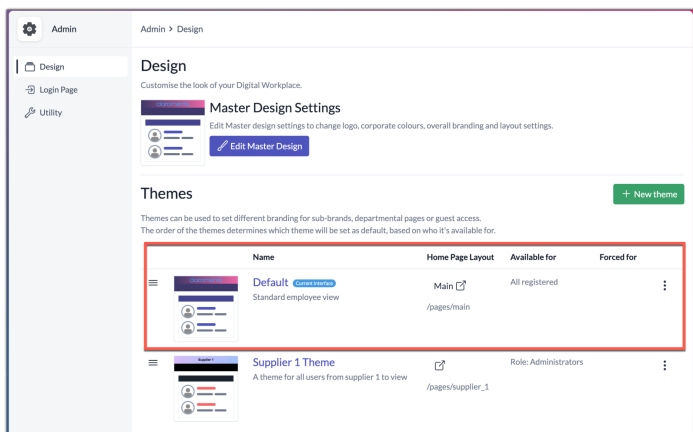 Admin
Admin > Design
Design
Login Page
Utility
Design
Customise the look of your Digital Workplace.
Master Design Settings
Edit Master design settings to change logo, corporate colours, overall branding and layout settings.
Edit Master Design
Themes
+ New theme
Themes can be used to set different branding for sub-brands, departmental pages or guest access.
The order of the themes determines which theme will be set as default, based on who it's available for.
Name Home Page Layout Available for Forced for
Default Current Interface Main All registered
Standard employee view
/pages/main
Supplier 1
Supplier 1 Theme Role: Administrators
A theme for all users from supplier 1 to view
/pages/supplier_1